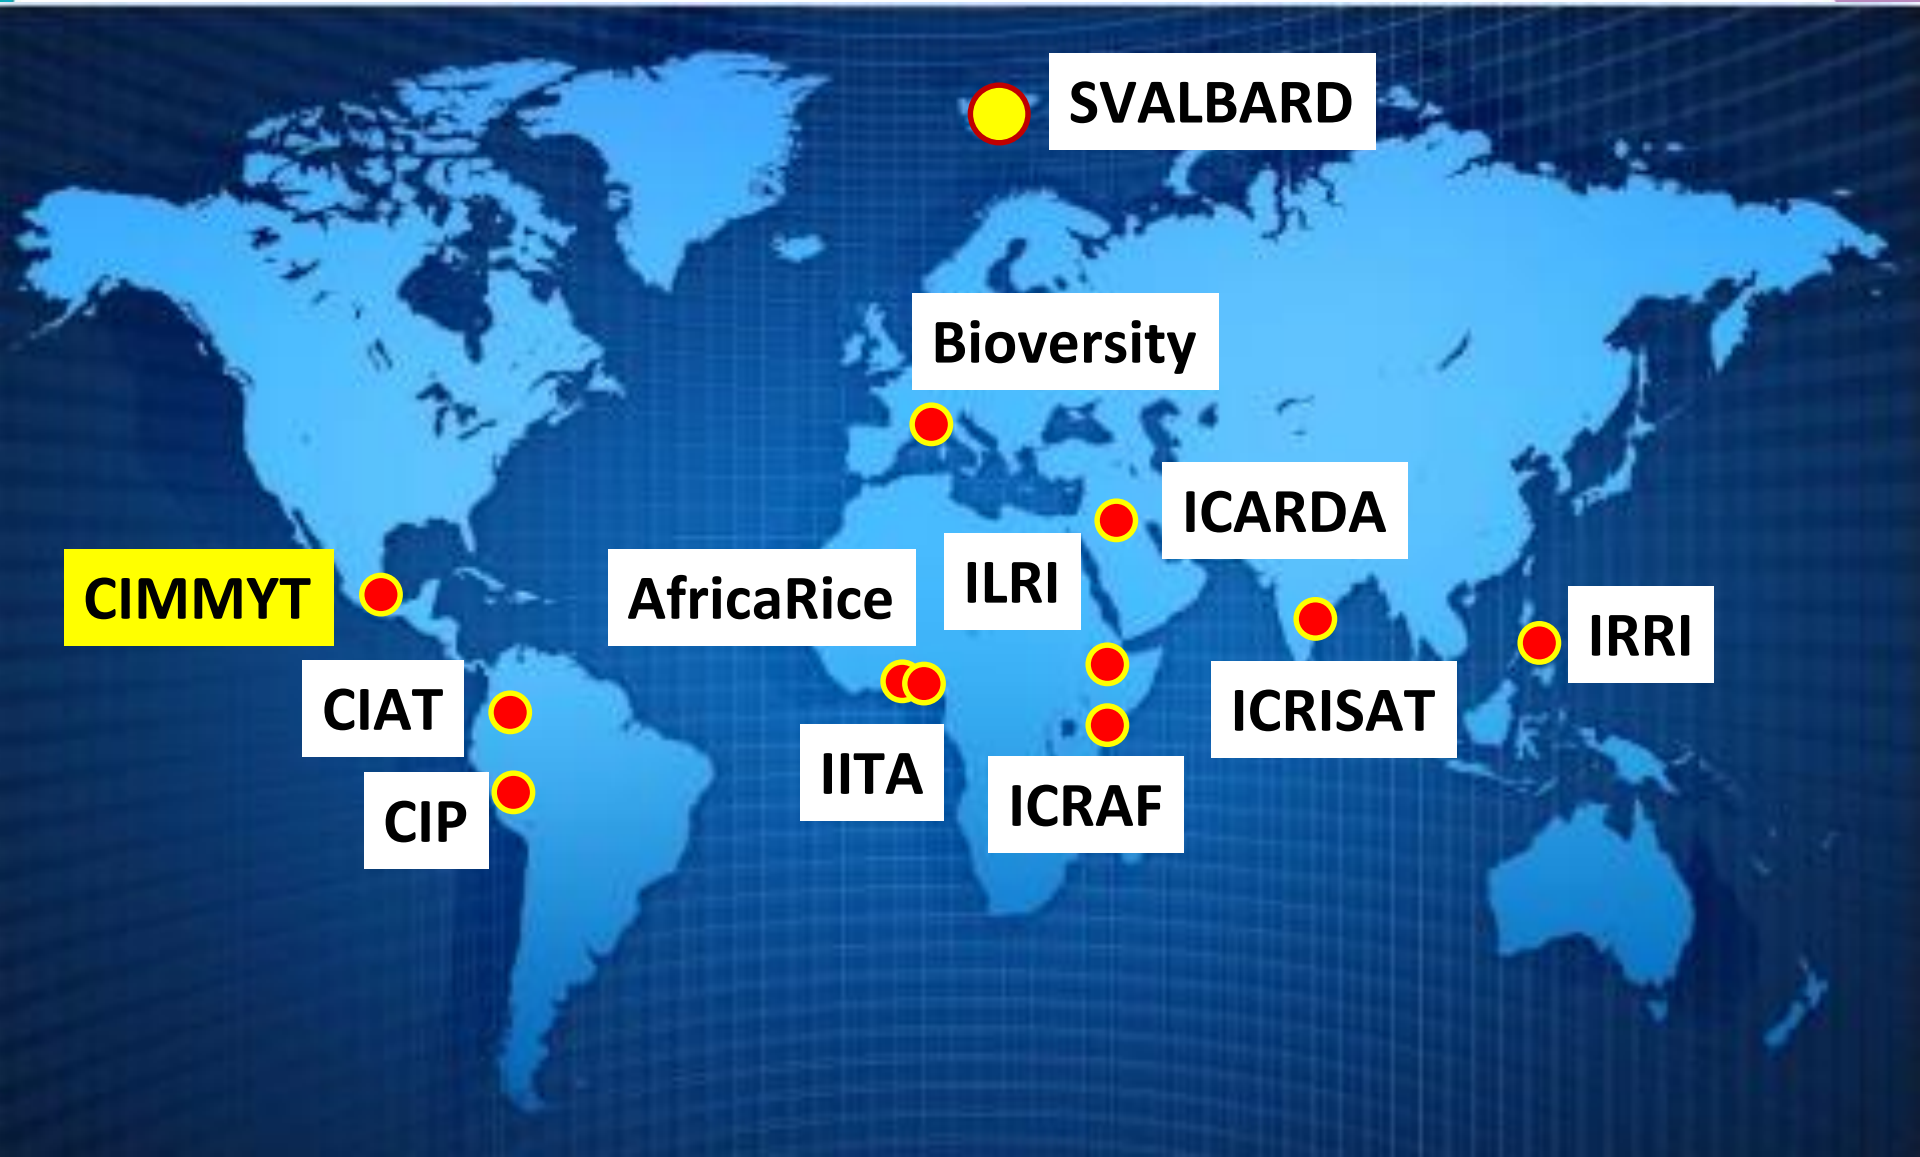 SVALBARD
Bioversity
ICARDA
ILRI
CIMMYT
AfricaRice
IRRI
CIAT
ICRISAT
IITA
ICRAF
CIP